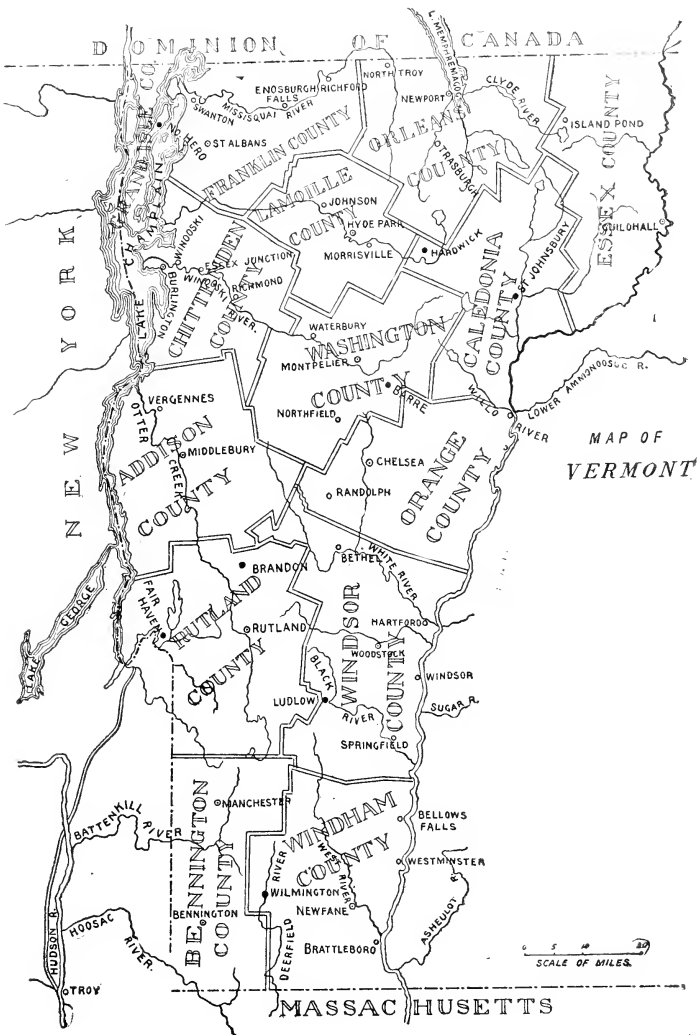 DOMINION OF CANADA
L. MEMPHEMAGOG
NORTH TROY
ENOSBURGH
FALLS
RICHFORD
SWANTON
MISSISQUAI RIVER
NEWPORT
CLYDE RIVER
ISLAND POND
GRAND ISLE CO
NO HERO
ST ALBANS
FRANKLIN COUNTY
ORLEANS
COUNTY
TRASBURGH
ESSEX COUNTY
GUILDHALL
LAKE CHAMPLAIN
LAMOILLE
COUNTY
JOHNSON
HYDE PARK
MORRISVILLE
HARDWICK
WINOOSKI
ESSEX JUNCTION
BURLINGTON
WINOOSKI RIVER.
RICHMOND
CHITTENDEN
COUNTY
CALEDONIA
COUNTY
ST JOHNSBURY
WATERBURY
WASHINGTON
COUNTY
MONTPELIER
BARRE
NORTHFIELD
WELLS
RIVER
LOWER AMMONOOSUC R.
NEW YORK
MAP OF
VERMONT
VERGENNES
OTTER
CREEK
ADDISON
COUNTY
MIDDLEBURY
CHELSEA
RANDOLPH
ORANGE
COUNTY
BRANDON
BETHEL
WHITE RIVER
LAKE GEORGE
FAIR
HAVEN
RUTLAND
COUNTY
RUTLAND
HARTFORD
WOODSTOCK
WINDSOR
COUNTY
WINDSOR
BLACK
RIVER
LUDLOW
SUGAR R.
SPRINGFIELD
MANCHESTER
BENNINGTON
COUNTY
BATTENKILL RIVER
WINDHAM
COUNTY
BELLOWS
FALLS
WESTMINSTER
WEST RIVER
DEERFIELD RIVER
WILMINGTON
NEWFANE
BENNINGTON
BRATTLEBORO
ASHEULOT R
HUDSON R.
HOOSAC
RIVER.
TROY
0 5 10 20
SCALE OF MILES.
MASSACHUSETTS